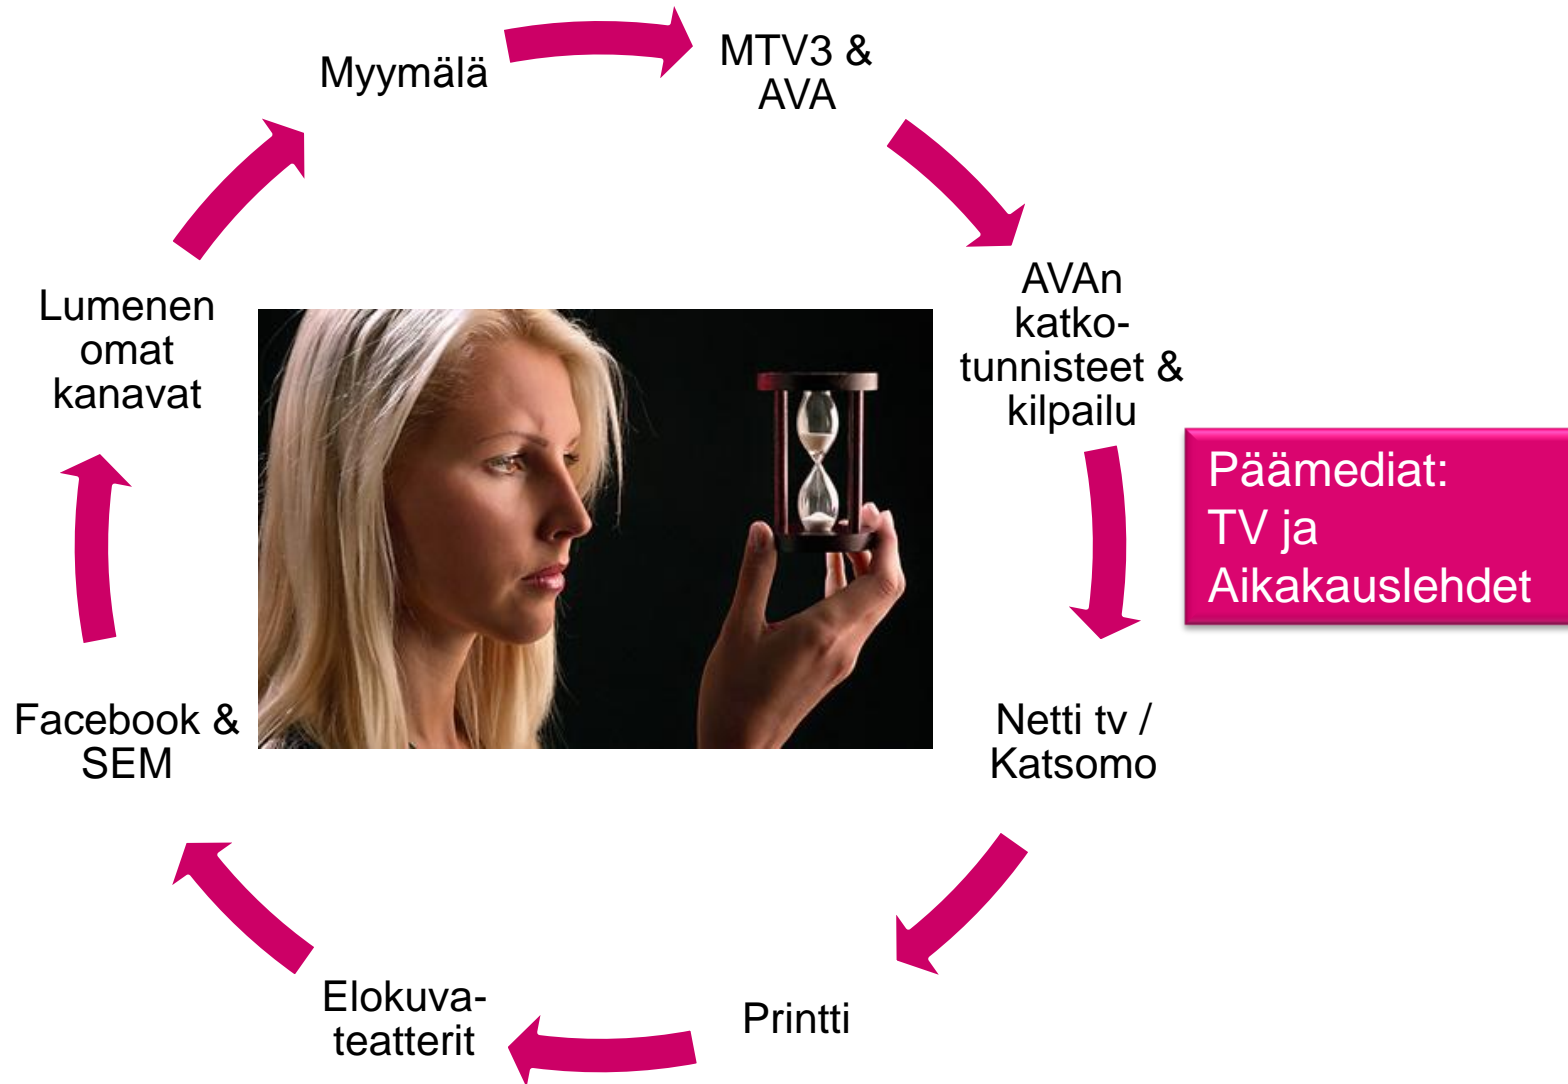 MTV3 &
AVA
AVAn
katko-
tunnisteet &
kilpailu
Netti tv /
Katsomo
Printti
Elokuva-
teatterit
Facebook &
SEM
Lumenen
omat
kanavat
Myymälä
Päämediat:
TV ja
Aikakauslehdet